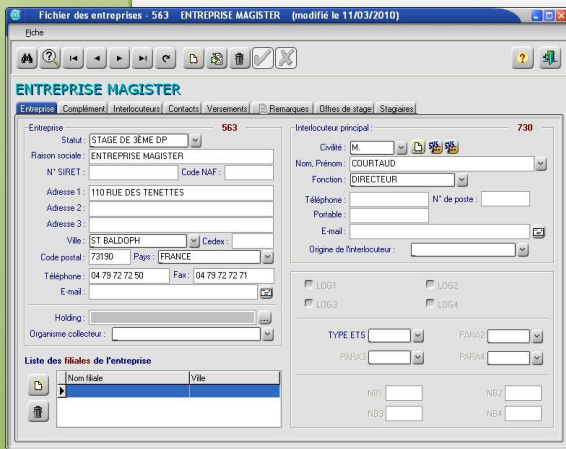 Fichier des entreprises - 563 ENTREPRISE MAGISTER (modifié le 11/03/2010)
Fiche
ENTREPRISE MAGISTER
Entreprise Complément Interlocuteurs Contacts Versements Remarques Offres de stage Stagiaires
Entreprise 563
Statut : STAGE DE 3ÈME DP
Raison sociale : ENTREPRISE MAGISTER
N° SIRET : Code NAF :
Adresse 1 : 110 RUE DES TENETTES
Adresse 2 :
Adresse 3 :
Ville : ST BALDOPH Cedex :
Code postal : 73190 Pays : FRANCE
Téléphone : 04 79 72 72 50 Fax : 04 79 72 72 71
E-mail :
Holding :
Organisme collecteur :
Liste des filiales de l'entreprise
Nom filiale Ville
Interlocuteur principal : 730
Civilité : M.
Nom, Prénom : COURTAUD
Fonction : DIRECTEUR
Téléphone : N° de poste :
Portable :
E-mail :
Origine de l'interlocuteur :
LOG1 LOG2
LOG3 LOG4
TYPE ETS PARA2
PARA3 PARA4
NB1 NB2
NB3 NB4